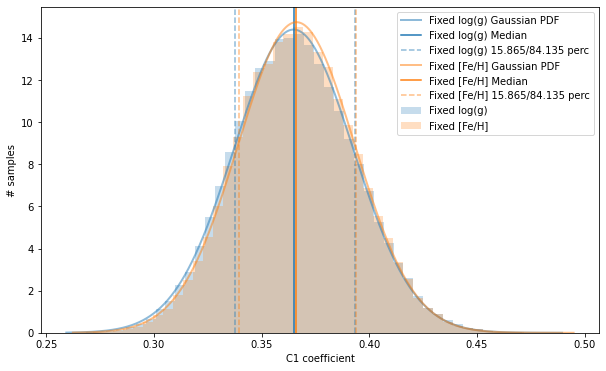 Fixed log(g) Gaussian PDF
Fixed log(g) Median
Fixed log(g) 15.865/84.135 perc
Fixed [Fe/H] Gaussian PDF
Fixed [Fe/H] Median
Fixed [Fe/H] 15.865/84.135 perc
Fixed log(g)
Fixed [Fe/H]
# samples
14
12
10
8
6
4
2
0
0.25 0.30 0.35 0.40 0.45 0.50
C1 coefficient